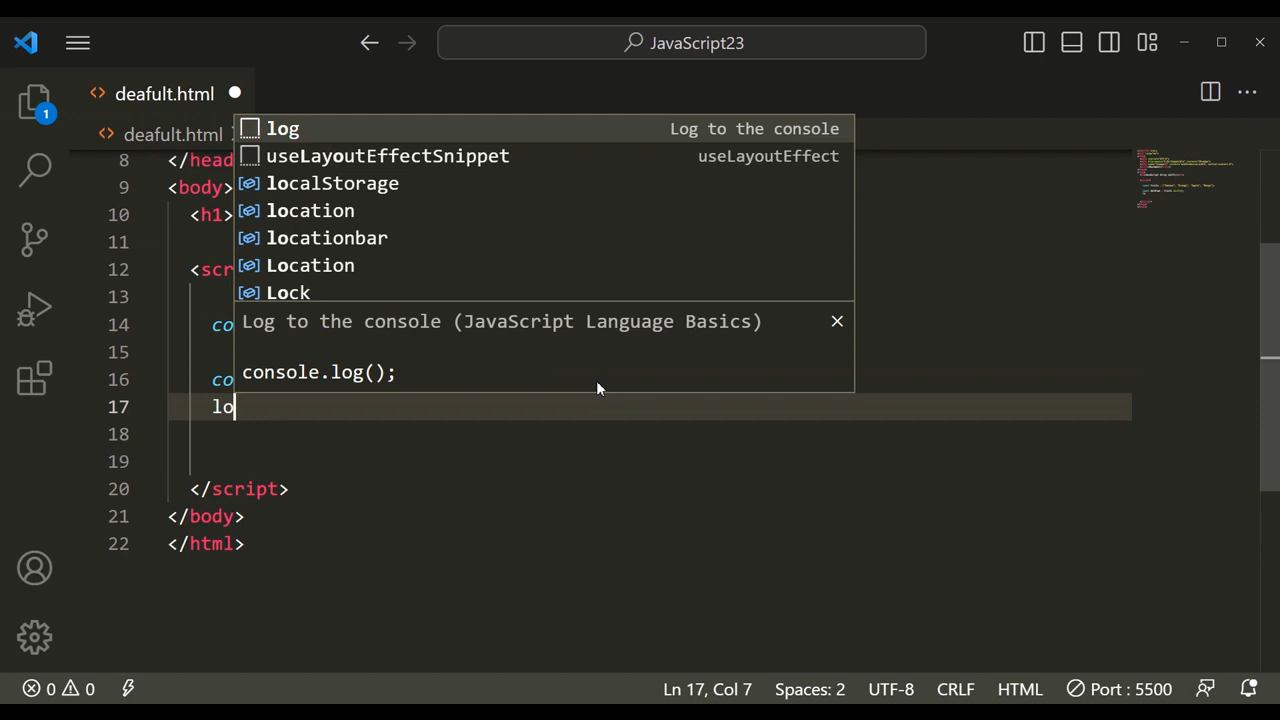 JavaScript23
1
deafult.html
deafult.html
log Log to the console
useLayoutEffectSnippet useLayoutEffect
localStorage
location
locationbar
Location
Lock
Log to the console (JavaScript Language Basics)
console.log();
8 </head
9 <body>
10 <h1>
11
12 <scr
13
14 co
15
16 co
17 lo
18
19
20 </script>
21 </body>
22 </html>
0 0 Ln 17, Col 7 Spaces: 2 UTF-8 CRLF HTML Port : 5500